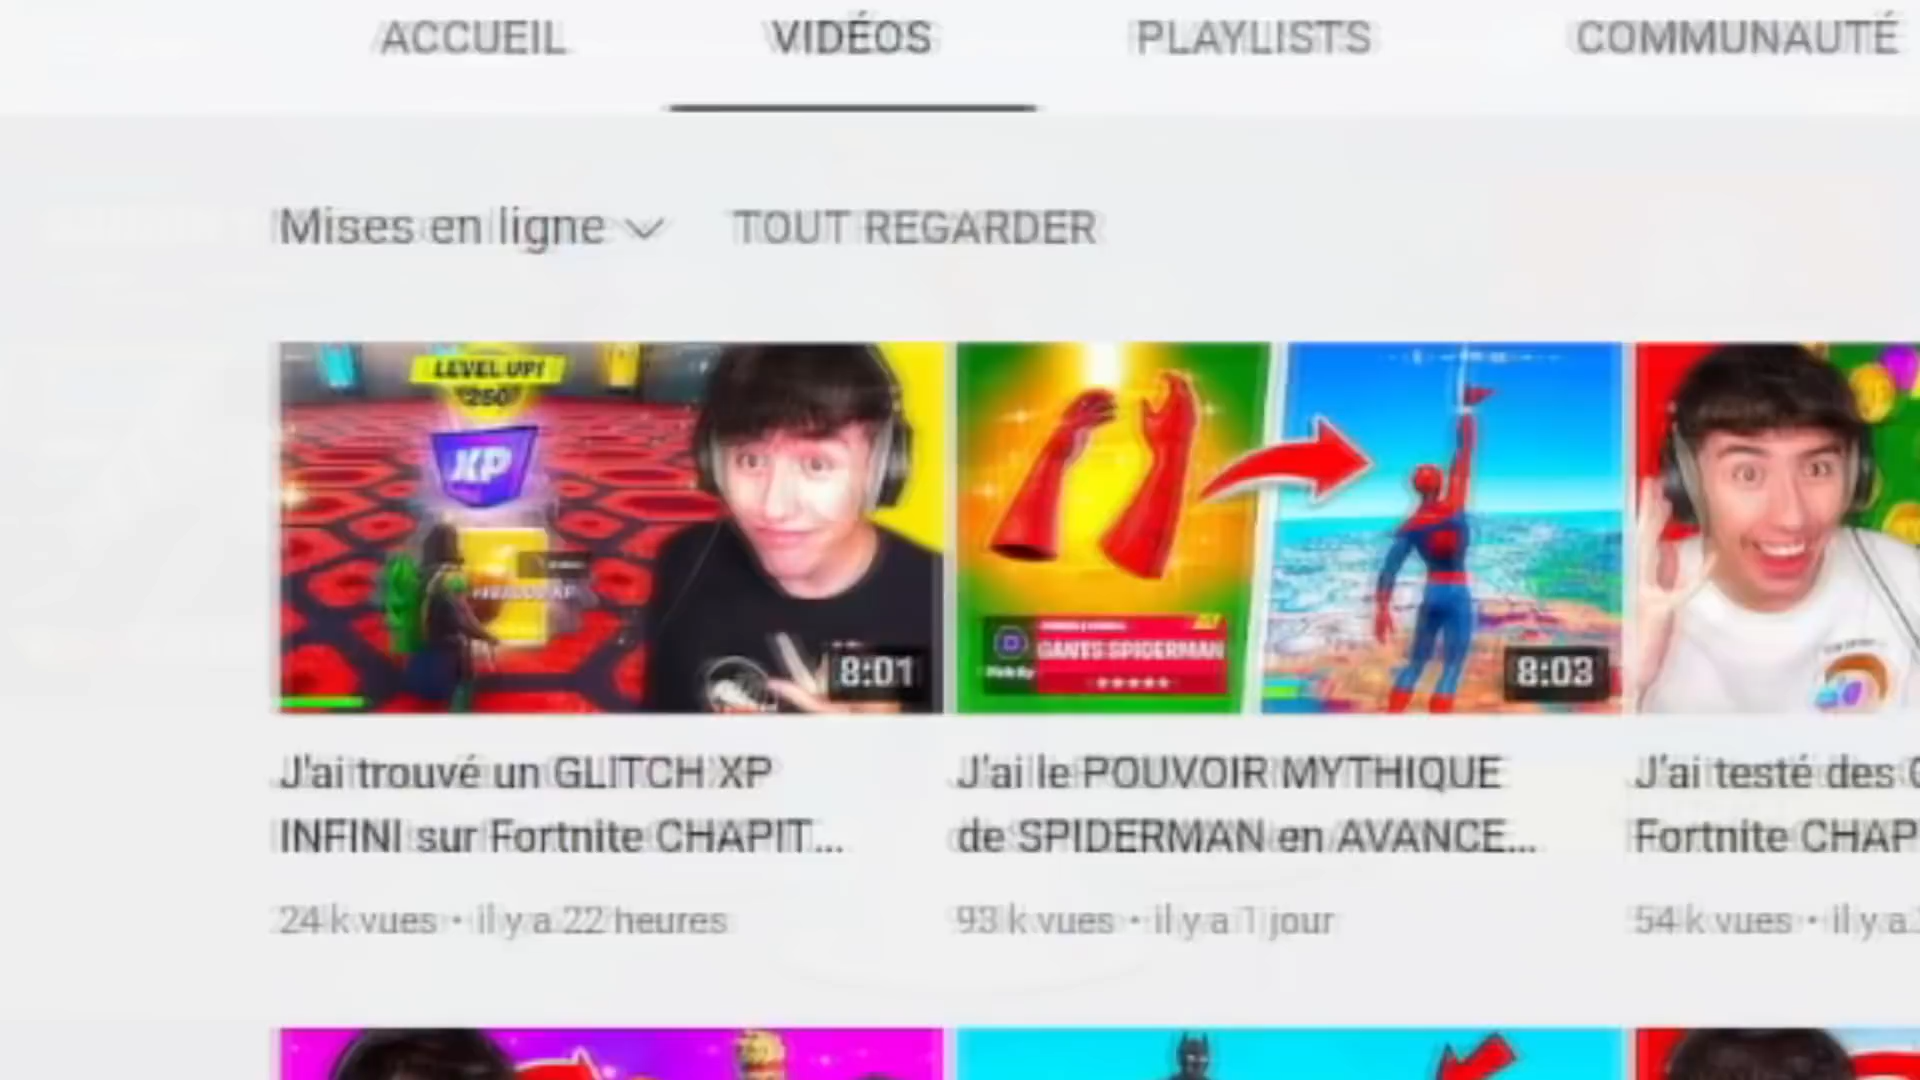 ACCUEIL
VIDÉOS
PLAYLISTS
COMMUNAUTÉ
Mises en ligne
TOUT REGARDER
LEVEL UP!
250
XP
8:01
GANTS SPIDERMAN
8:03
J'ai trouvé un GLITCH XP
INFINI sur Fortnite CHAPIT...
24 k vues • il y a 22 heures
J'ai le POUVOIR MYTHIQUE
de SPIDERMAN en AVANCE...
93 k vues • il y a 1 jour
J'ai testé des
Fortnite CHAP
54 k vues • il y a